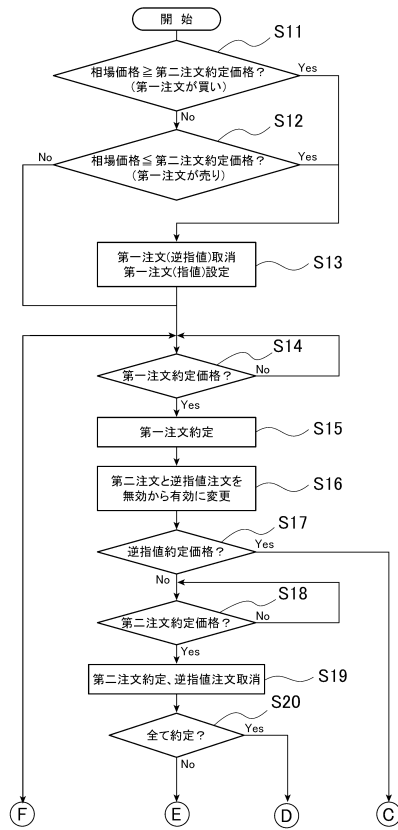 開 始
S11
相場価格≧第二注文約定価格?
(第一注文が買い)
Yes
No
S12
相場価格≦第二注文約定価格?
(第一注文が売り)
No
Yes
第一注文(逆指値)取消
第一注文(指値)設定
S13
S14
第一注文約定価格?
No
Yes
第一注文約定
S15
第二注文と逆指値注文を
無効から有効に変更
S16
S17
逆指値約定価格?
Yes
No
S18
第二注文約定価格?
No
Yes
第二注文約定、逆指値注文取消
S19
S20
全て約定?
Yes
No
F
E
D
C